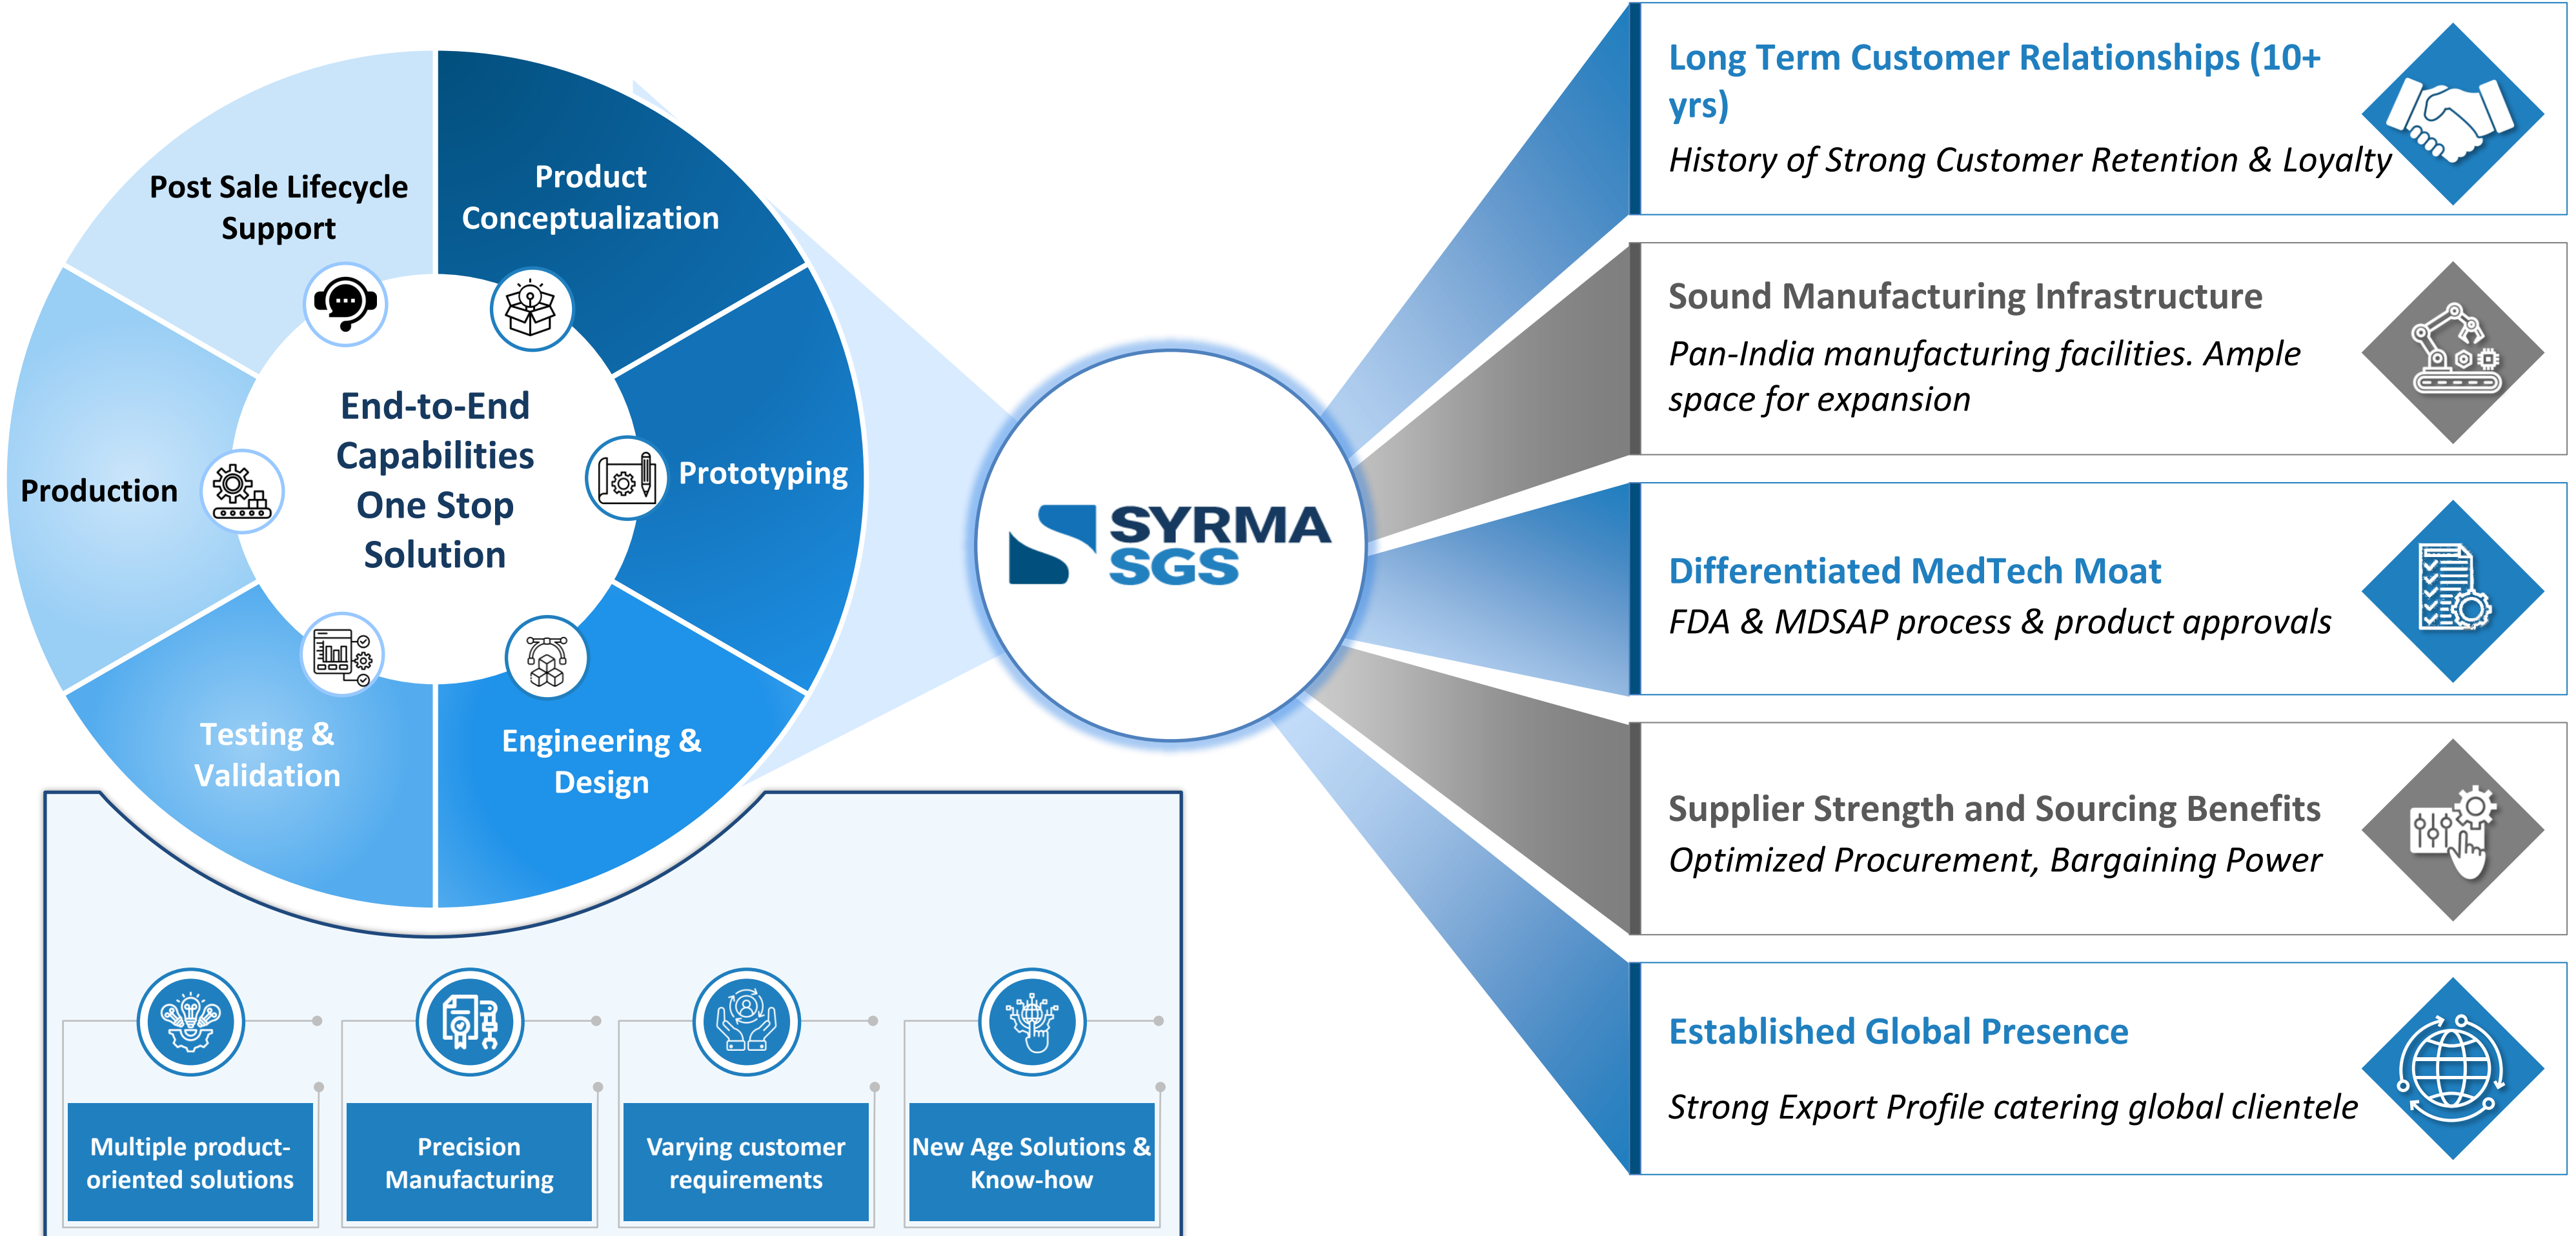 Post Sale Lifecycle
Support
Product
Conceptualization
Prototyping
Engineering &
Design
Testing &
Validation
Production
End-to-End
Capabilities
One Stop
Solution
Multiple product-
oriented solutions
Precision
Manufacturing
Varying customer
requirements
New Age Solutions &
Know-how
SYRMA
SGS
Long Term Customer Relationships (10+
yrs)
History of Strong Customer Retention & Loyalty
Sound Manufacturing Infrastructure
Pan-India manufacturing facilities. Ample
space for expansion
Differentiated MedTech Moat
FDA & MDSAP process & product approvals
Supplier Strength and Sourcing Benefits
Optimized Procurement, Bargaining Power
Established Global Presence
Strong Export Profile catering global clientele